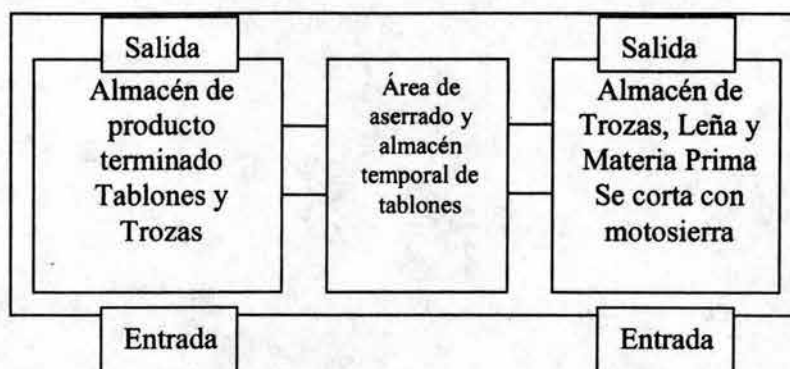 Salida
Almacén de
producto
terminado
Tablones y
Trozas
Entrada
Área de
aserrado y
almacén
temporal de
tablones
Salida
Almacén de
Trozas, Leña y
Materia Prima
Se corta con
motosierra
Entrada